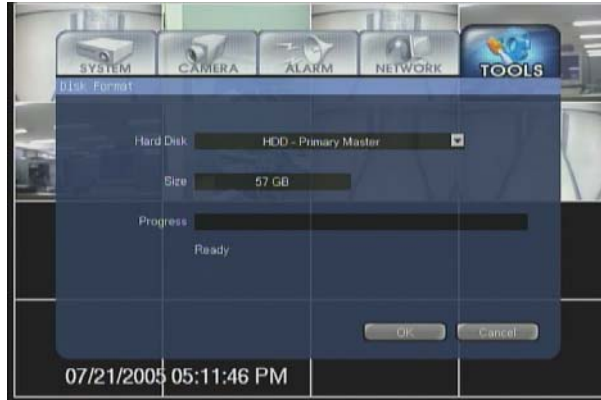 SYSTEM CAMERA ALARM NETWORK TOOLS
Disk Format
Hard Disk HDD - Primary Master
Size 57 GB
Progress
Ready
OK Cancel
07/21/2005 05:11:46 PM